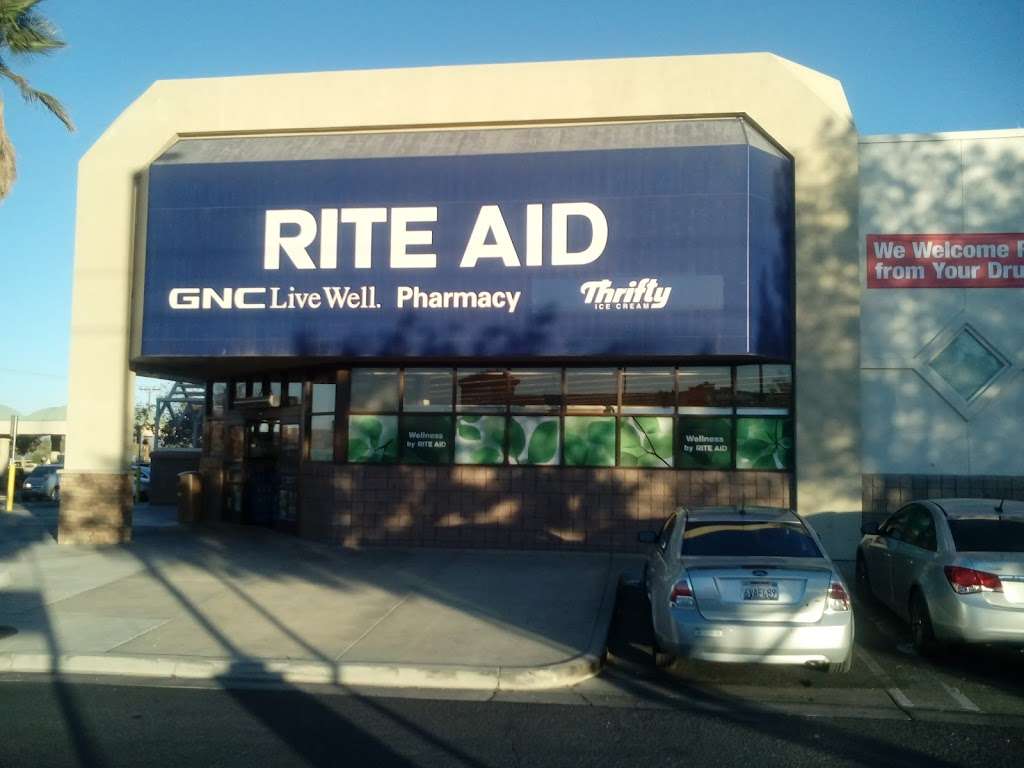 RITE AID
GNC Live Well. Pharmacy Thrifty
ICE CREAM
We Welcome
from Your
Wellness
by RITE AID
Wellness
by RITE AID